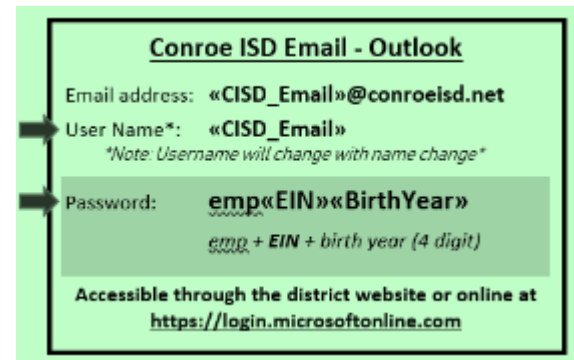 Conroe ISD Email - Outlook
Email address: «CISD_Email»@conroeisd.net
User Name*: «CISD_Email»
*Note: Username will change with name change*
Password: emp«EIN»«BirthYear»
emp + EIN + birth year (4 digit)
Accessible through the district website or online at
https://login.microsoftonline.com